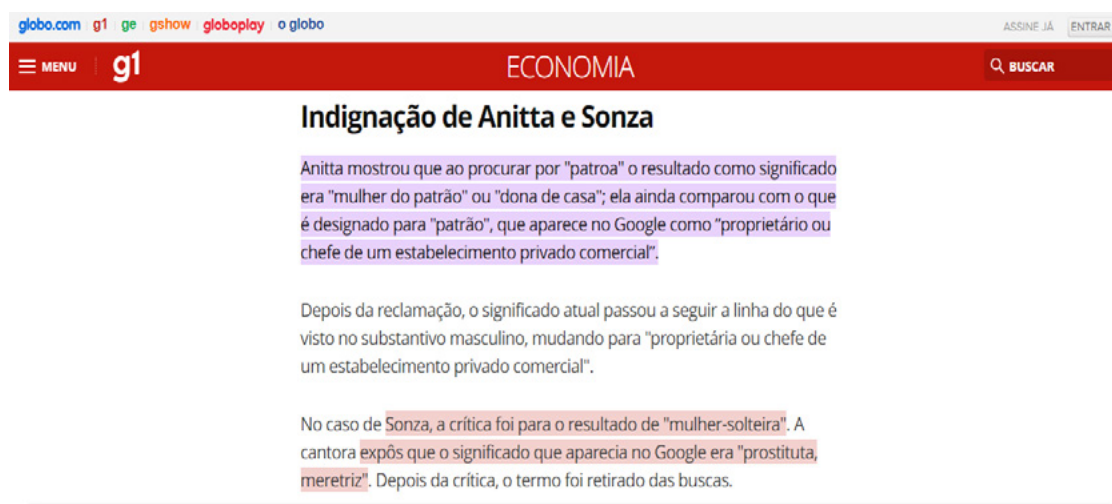 globo.com g1 ge gshow globoplay o globo ASSINE JÁ ENTRAR
MENU g1 ECONOMIA BUSCAR
Indignação de Anitta e Sonza
Anitta mostrou que ao procurar por "patroa" o resultado como significado
era "mulher do patrão" ou "dona de casa"; ela ainda comparou com o que
é designado para "patrão", que aparece no Google como “proprietário ou
chefe de um estabelecimento privado comercial”.
Depois da reclamação, o significado atual passou a seguir a linha do que é
visto no substantivo masculino, mudando para "proprietária ou chefe de
um estabelecimento privado comercial".
No caso de Sonza, a crítica foi para o resultado de "mulher-solteira". A
cantora expôs que o significado que aparecia no Google era "prostituta,
meretriz". Depois da crítica, o termo foi retirado das buscas.